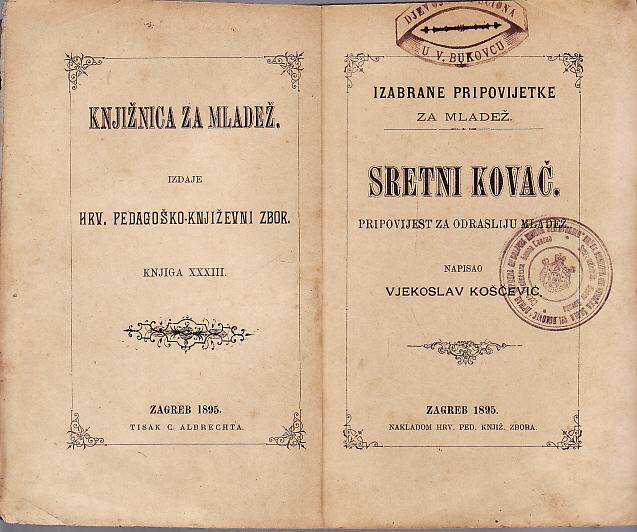 KNJIŽNICA ZA MLADEŽ.
IZDAJE
HRV. PEDAGOŠKO-KNJIŽEVNI ZBOR.
KNJIGA XXXIII.
ZAGREB 1895.
TISAK C. ALBRECHTA.
U V. BUKOVCU
IZABRANE PRIPOVIJETKE
ZA MLADEŽ.
SRETNI KOVAČ.
PRIPOVIJEST ZA ODRASLIJU MLADEŽ.
NAPISAO
VJEKOSLAV KOŠČEVIĆ.
ZAGREB 1895.
NAKLADOM HRV. PED. KNJIŽ. ZBORA.